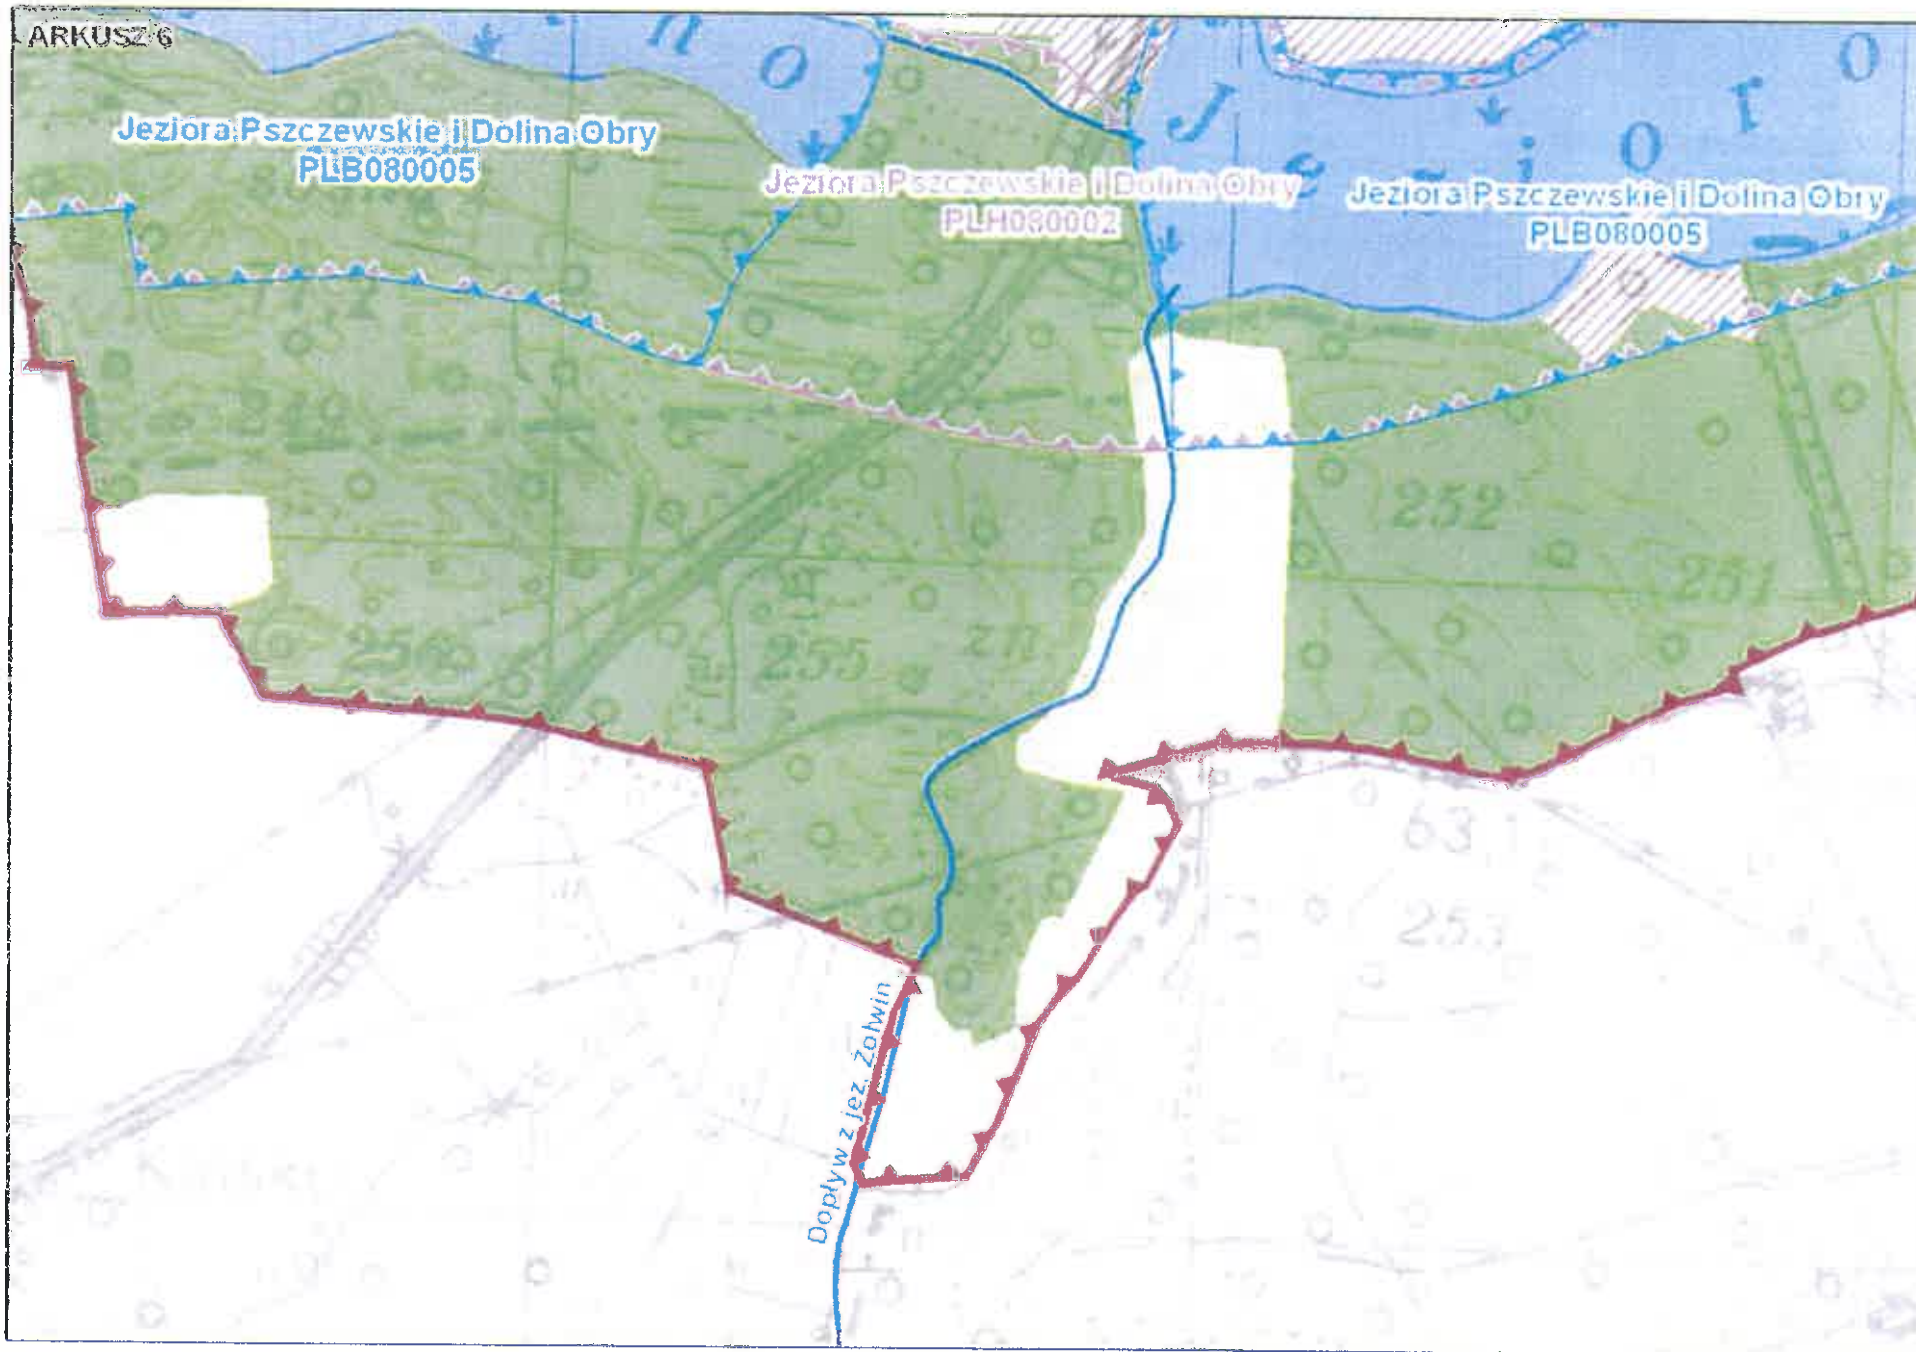 ARKUSZ 6
n o
J e z i o r o
Jeziora Pszczewskie i Dolina Obry
PLB080005
Jeziora Pszczewskie i Dolina Obry
PLH080002
Jeziora Pszczewskie i Dolina Obry
PLB080005
252
251
255
Dopływ z jez. Żołwin
63
253